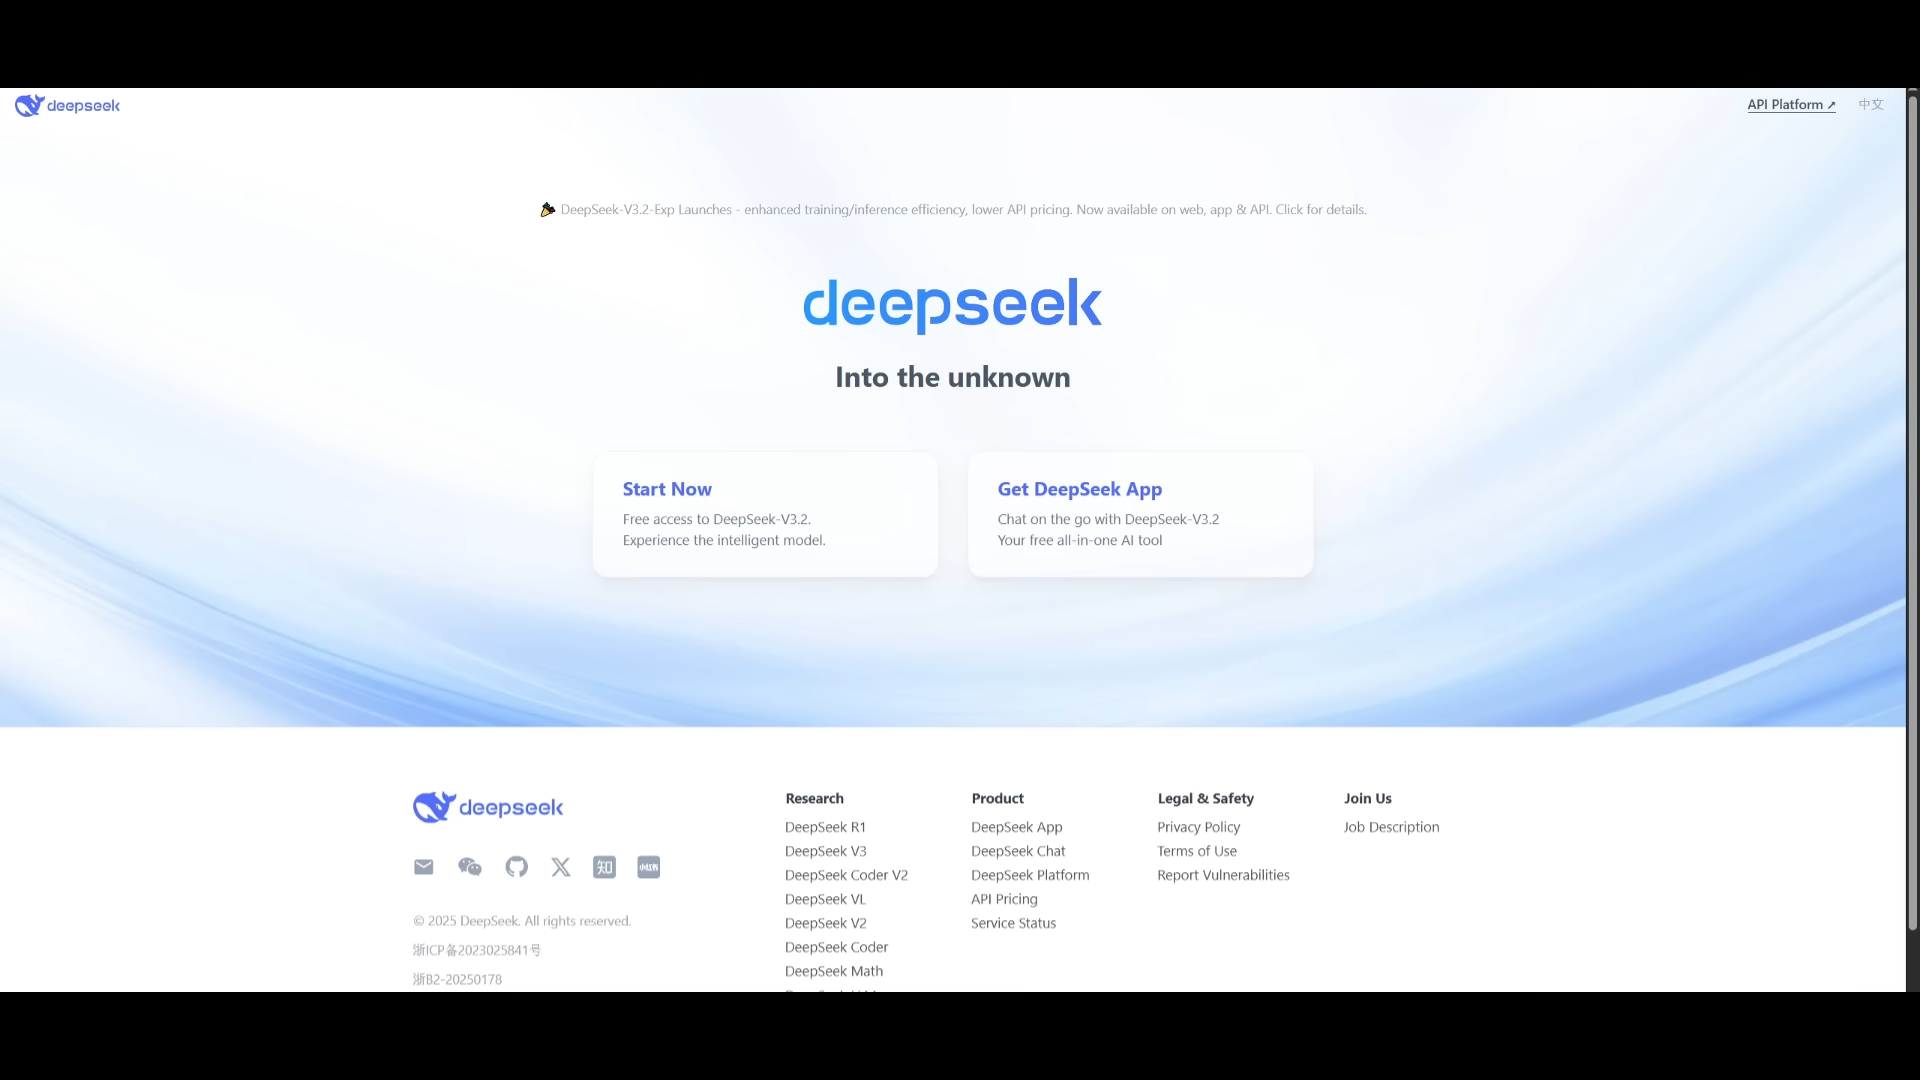 deepseek
API Platform ↗ 中文
DeepSeek-V3.2-Exp Launches - enhanced training/inference efficiency, lower API pricing. Now available on web, app & API. Click for details.
deepseek
Into the unknown
Start Now
Free access to DeepSeek-V3.2.
Experience the intelligent model.
Get DeepSeek App
Chat on the go with DeepSeek-V3.2
Your free all-in-one AI tool
deepseek
知
小红书
© 2025 DeepSeek. All rights reserved.
浙ICP备2023025841号
浙B2-20250178
Research
DeepSeek R1
DeepSeek V3
DeepSeek Coder V2
DeepSeek VL
DeepSeek V2
DeepSeek Coder
DeepSeek Math
Product
DeepSeek App
DeepSeek Chat
DeepSeek Platform
API Pricing
Service Status
Legal & Safety
Privacy Policy
Terms of Use
Report Vulnerabilities
Join Us
Job Description